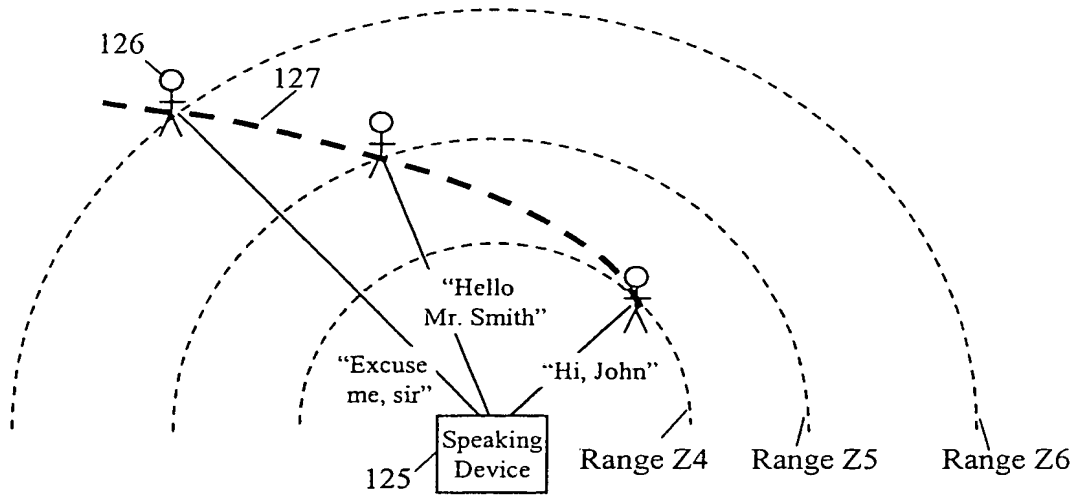 126
127
“Hello
Mr. Smith”
“Excuse
me, sir”
“Hi, John”
Speaking
Device
125
Range Z4
Range Z5
Range Z6